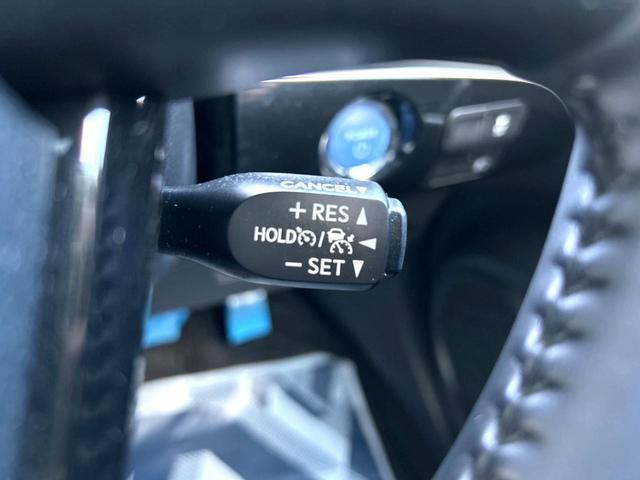 CANCEL▼
+ RES ▲
HOLD / ◀
− SET ▼